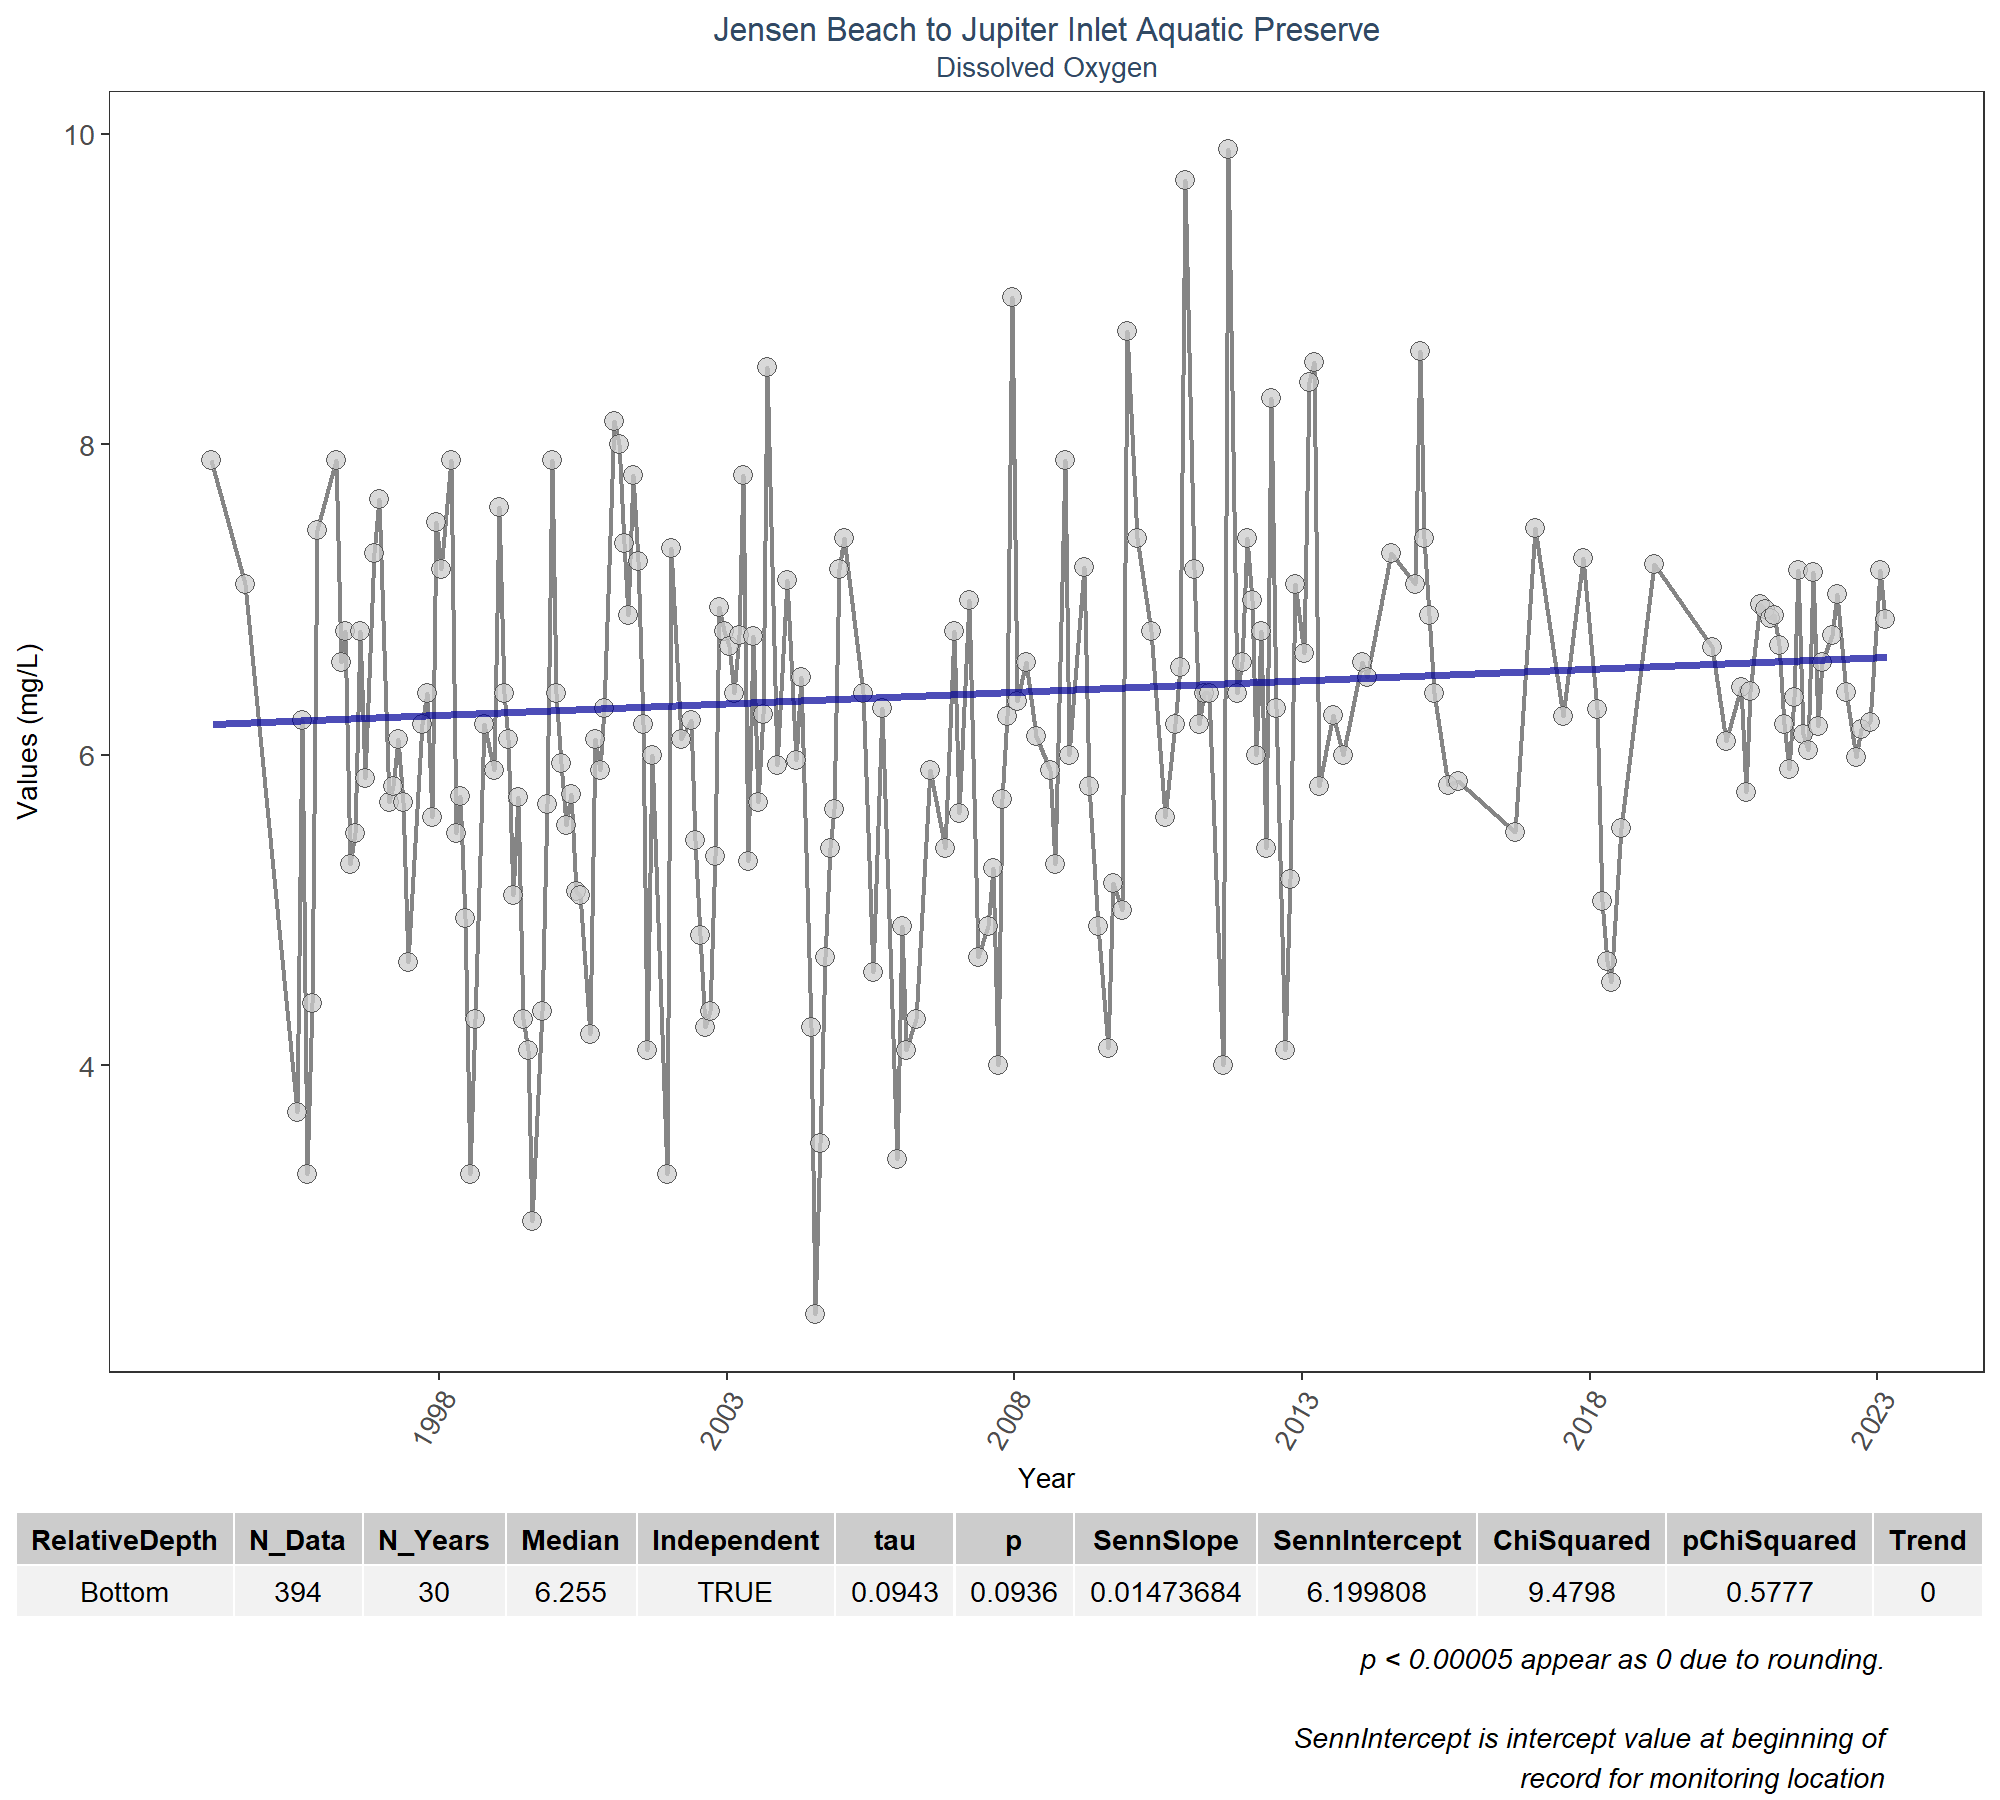 Jensen Beach to Jupiter Inlet Aquatic Preserve
Dissolved Oxygen
10
8
6
4
Values (mg/L)
1998
2003
2008
2013
2018
2023
Year
RelativeDepth N_Data N_Years Median Independent tau p SennSlope SennIntercept ChiSquared pChiSquared Trend
Bottom 394 30 6.255 TRUE 0.0943 0.0936 0.01473684 6.199808 9.4798 0.5777 0
p < 0.00005 appear as 0 due to rounding.
SennIntercept is intercept value at beginning of
record for monitoring location